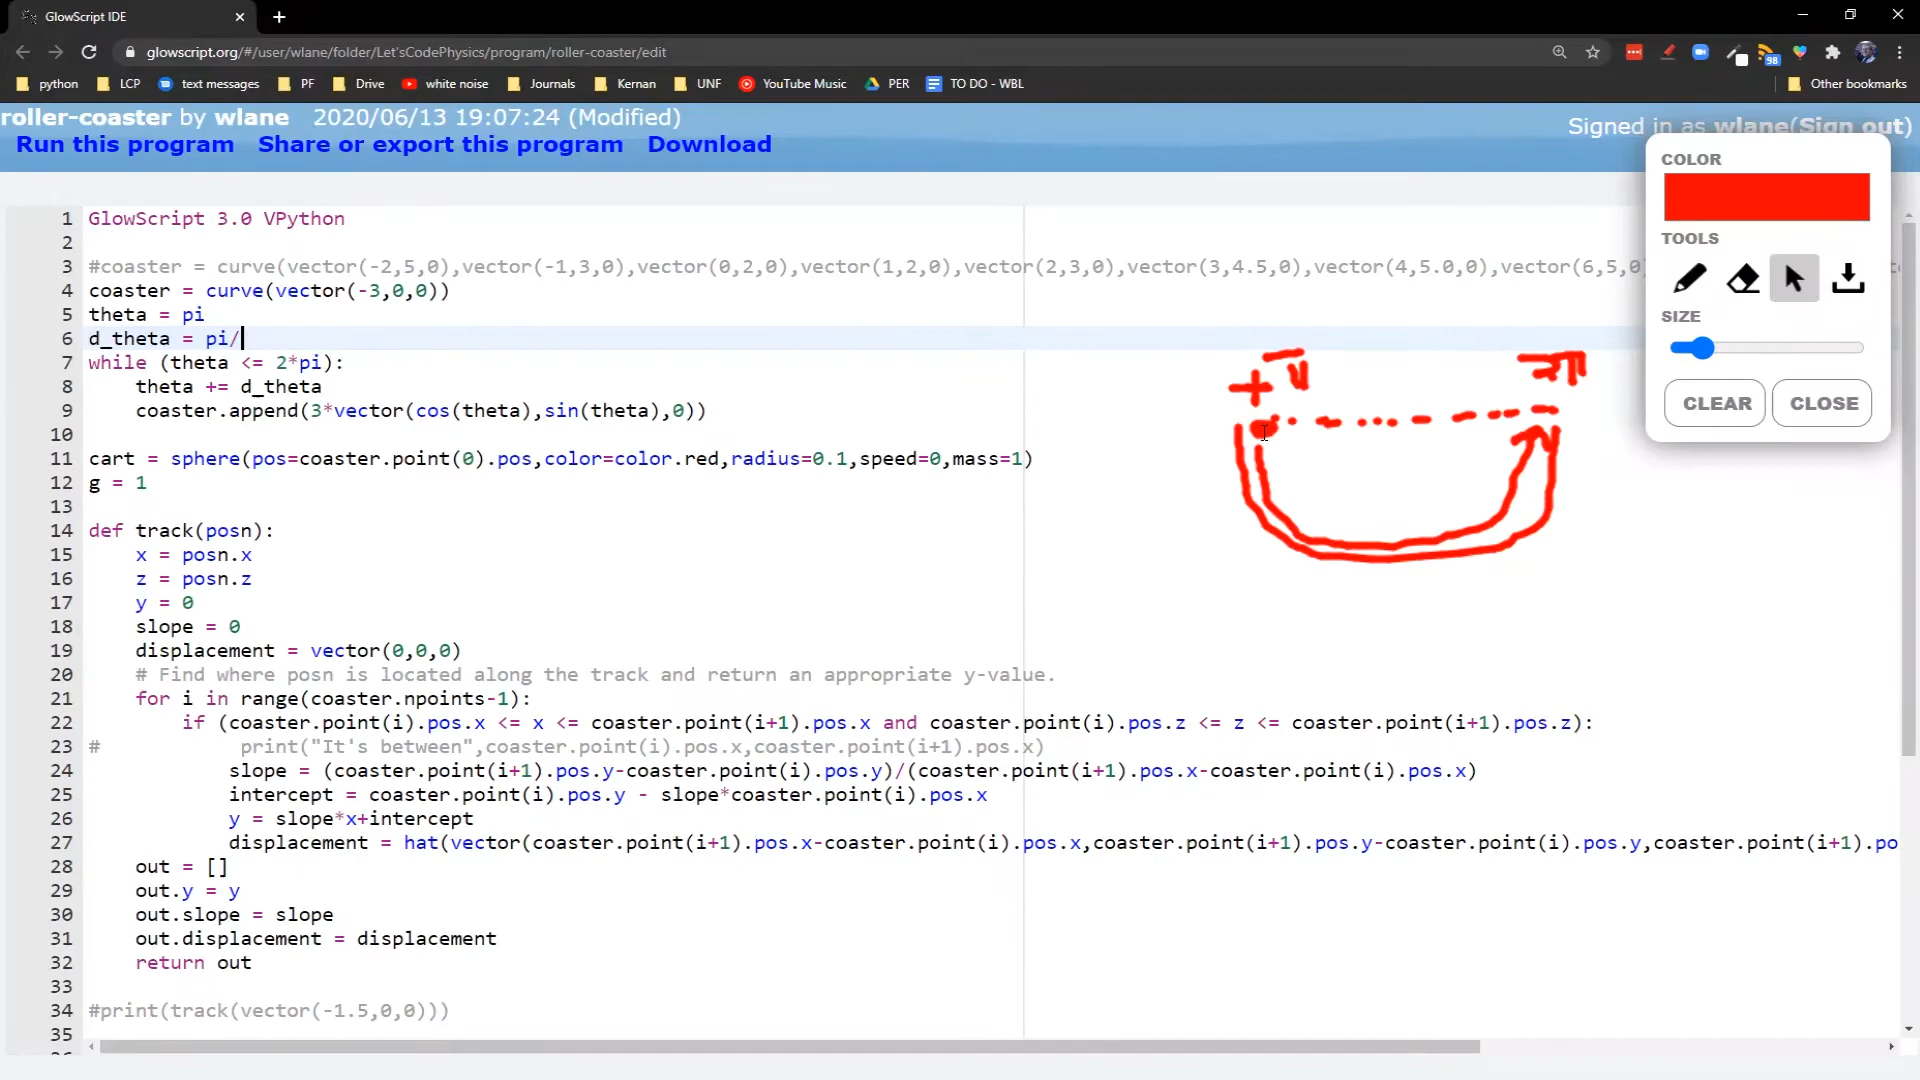 GlowScript IDE
glowscript.org/#/user/wlane/folder/Let'sCodePhysics/program/roller-coaster/edit
98
python LCP text messages PF Drive white noise Journals Kernan UNF YouTube Music PER TO DO - WBL Other bookmarks
roller-coaster by wlane 2020/06/13 19:07:24 (Modified)
Signed in as wlane(Sign out)
Run this program Share or export this program Download
COLOR
TOOLS
SIZE
CLEAR CLOSE
1 GlowScript 3.0 VPython
2
3 #coaster = curve(vector(-2,5,0),vector(-1,3,0),vector(0,2,0),vector(1,2,0),vector(2,3,0),vector(3,4.5,0),vector(4,5.0,0),vector(6,5,0)
4 coaster = curve(vector(-3,0,0))
5 theta = pi
6 d_theta = pi/
7 while (theta <= 2*pi):
8 theta += d_theta
9 coaster.append(3*vector(cos(theta),sin(theta),0))
10
11 cart = sphere(pos=coaster.point(0).pos,color=color.red,radius=0.1,speed=0,mass=1)
12 g = 1
13
14 def track(posn):
15 x = posn.x
16 z = posn.z
17 y = 0
18 slope = 0
19 displacement = vector(0,0,0)
20 # Find where posn is located along the track and return an appropriate y-value.
21 for i in range(coaster.npoints-1):
22 if (coaster.point(i).pos.x <= x <= coaster.point(i+1).pos.x and coaster.point(i).pos.z <= z <= coaster.point(i+1).pos.z):
23 # print("It's between",coaster.point(i).pos.x,coaster.point(i+1).pos.x)
24 slope = (coaster.point(i+1).pos.y-coaster.point(i).pos.y)/(coaster.point(i+1).pos.x-coaster.point(i).pos.x)
25 intercept = coaster.point(i).pos.y - slope*coaster.point(i).pos.x
26 y = slope*x+intercept
27 displacement = hat(vector(coaster.point(i+1).pos.x-coaster.point(i).pos.x,coaster.point(i+1).pos.y-coaster.point(i).pos.y,coaster.point(i+1).po
28 out = []
29 out.y = y
30 out.slope = slope
31 out.displacement = displacement
32 return out
33
34 #print(track(vector(-1.5,0,0)))
35
2π